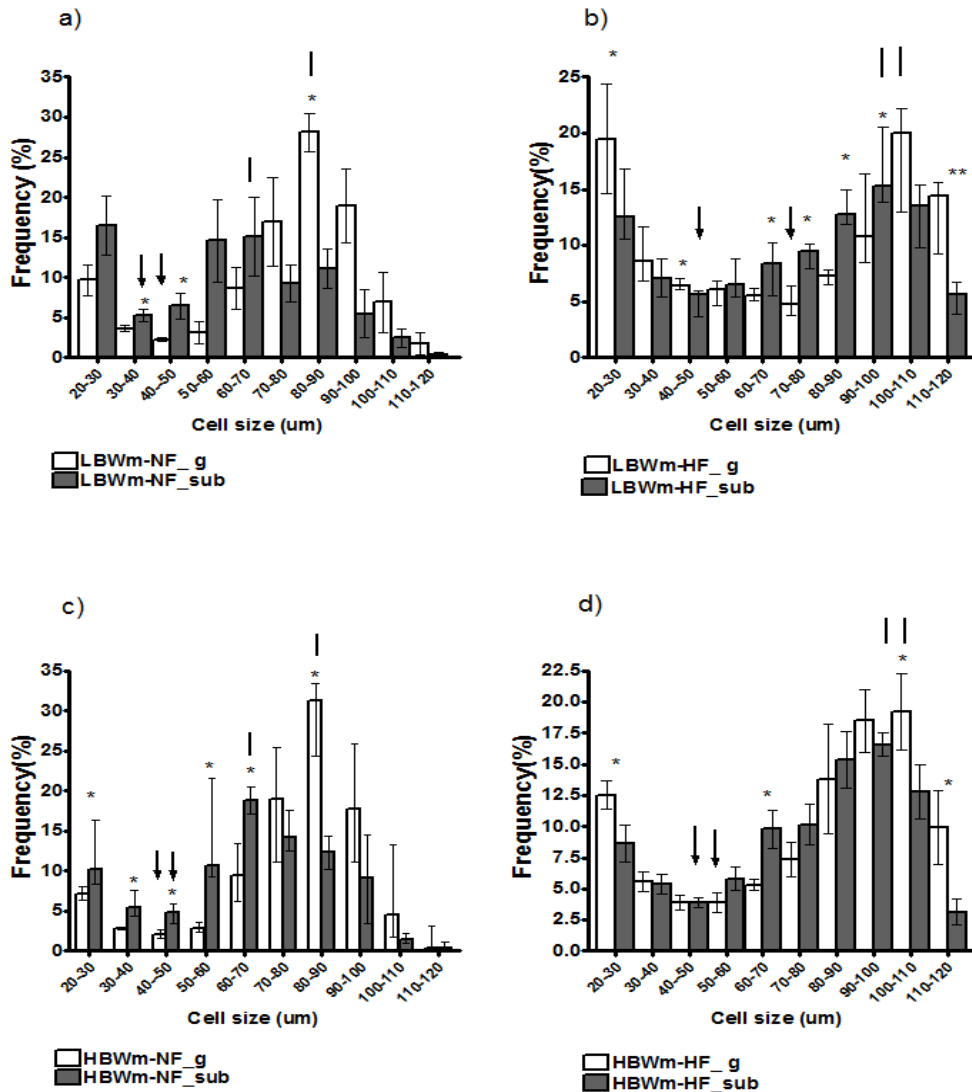 a)
Frequency (%)
35
30
25
20
15
10
5
0
* * * *
20-30 30-40 40-50 50-60 60-70 70-80 80-90 90-100 100-110 110-120
Cell size (um)
LBWm-NF_ g
LBWm-NF_sub
b)
Frequency(%)
25
20
15
10
5
0
* * * * * * **
20-30 30-40 40-50 50-60 60-70 70-80 80-90 90-100 100-110 110-120
Cell size (um)
LBWm-HF_ g
LBWm-HF_sub
c)
Frequency(%)
35
30
25
20
15
10
5
0
* * * * * *
20-30 30-40 40-50 50-60 60-70 70-80 80-90 90-100 100-110 110-120
Cell size (um)
HBWm-NF_ g
HBWm-NF_sub
d)
Frequency(%)
22.5
20.0
17.5
15.0
12.5
10.0
7.5
5.0
2.5
0.0
* * * *
20-30 30-40 40-50 50-60 60-70 70-80 80-90 90-100 100-110 110-120
Cell size (um)
HBWm-HF_ g
HBWm-HF_sub